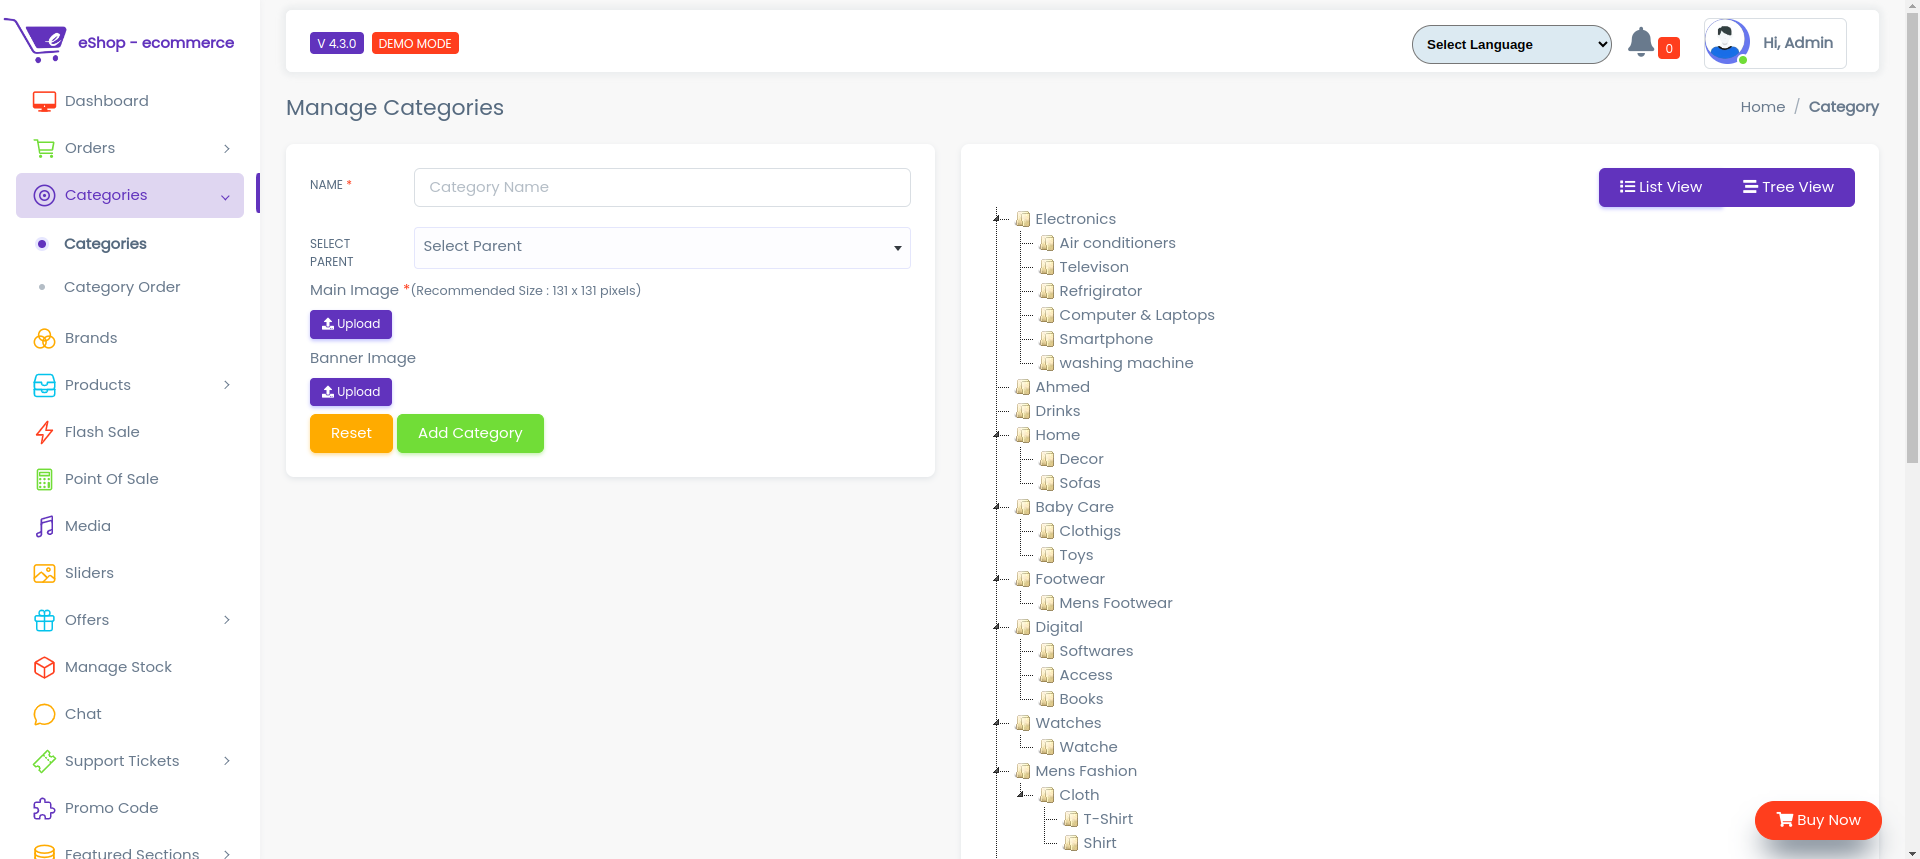 eShop - ecommerce
Dashboard
Orders
Categories
Categories
Category Order
Brands
Products
Flash Sale
Point Of Sale
Media
Sliders
Offers
Manage Stock
Chat
Support Tickets
Promo Code
Featured Sections
V 4.3.0 DEMO MODE
Select Language
0
Hi, Admin
Manage Categories
Home / Category
NAME *
Category Name
SELECT
PARENT
Select Parent
Main Image *(Recommended Size : 131 x 131 pixels)
Upload
Banner Image
Upload
Reset
Add Category
List View
Tree View
Electronics
Air conditioners
Televison
Refrigirator
Computer & Laptops
Smartphone
washing machine
Ahmed
Drinks
Home
Decor
Sofas
Baby Care
Clothigs
Toys
Footwear
Mens Footwear
Digital
Softwares
Access
Books
Watches
Watche
Mens Fashion
Cloth
T-Shirt
Shirt
Buy Now